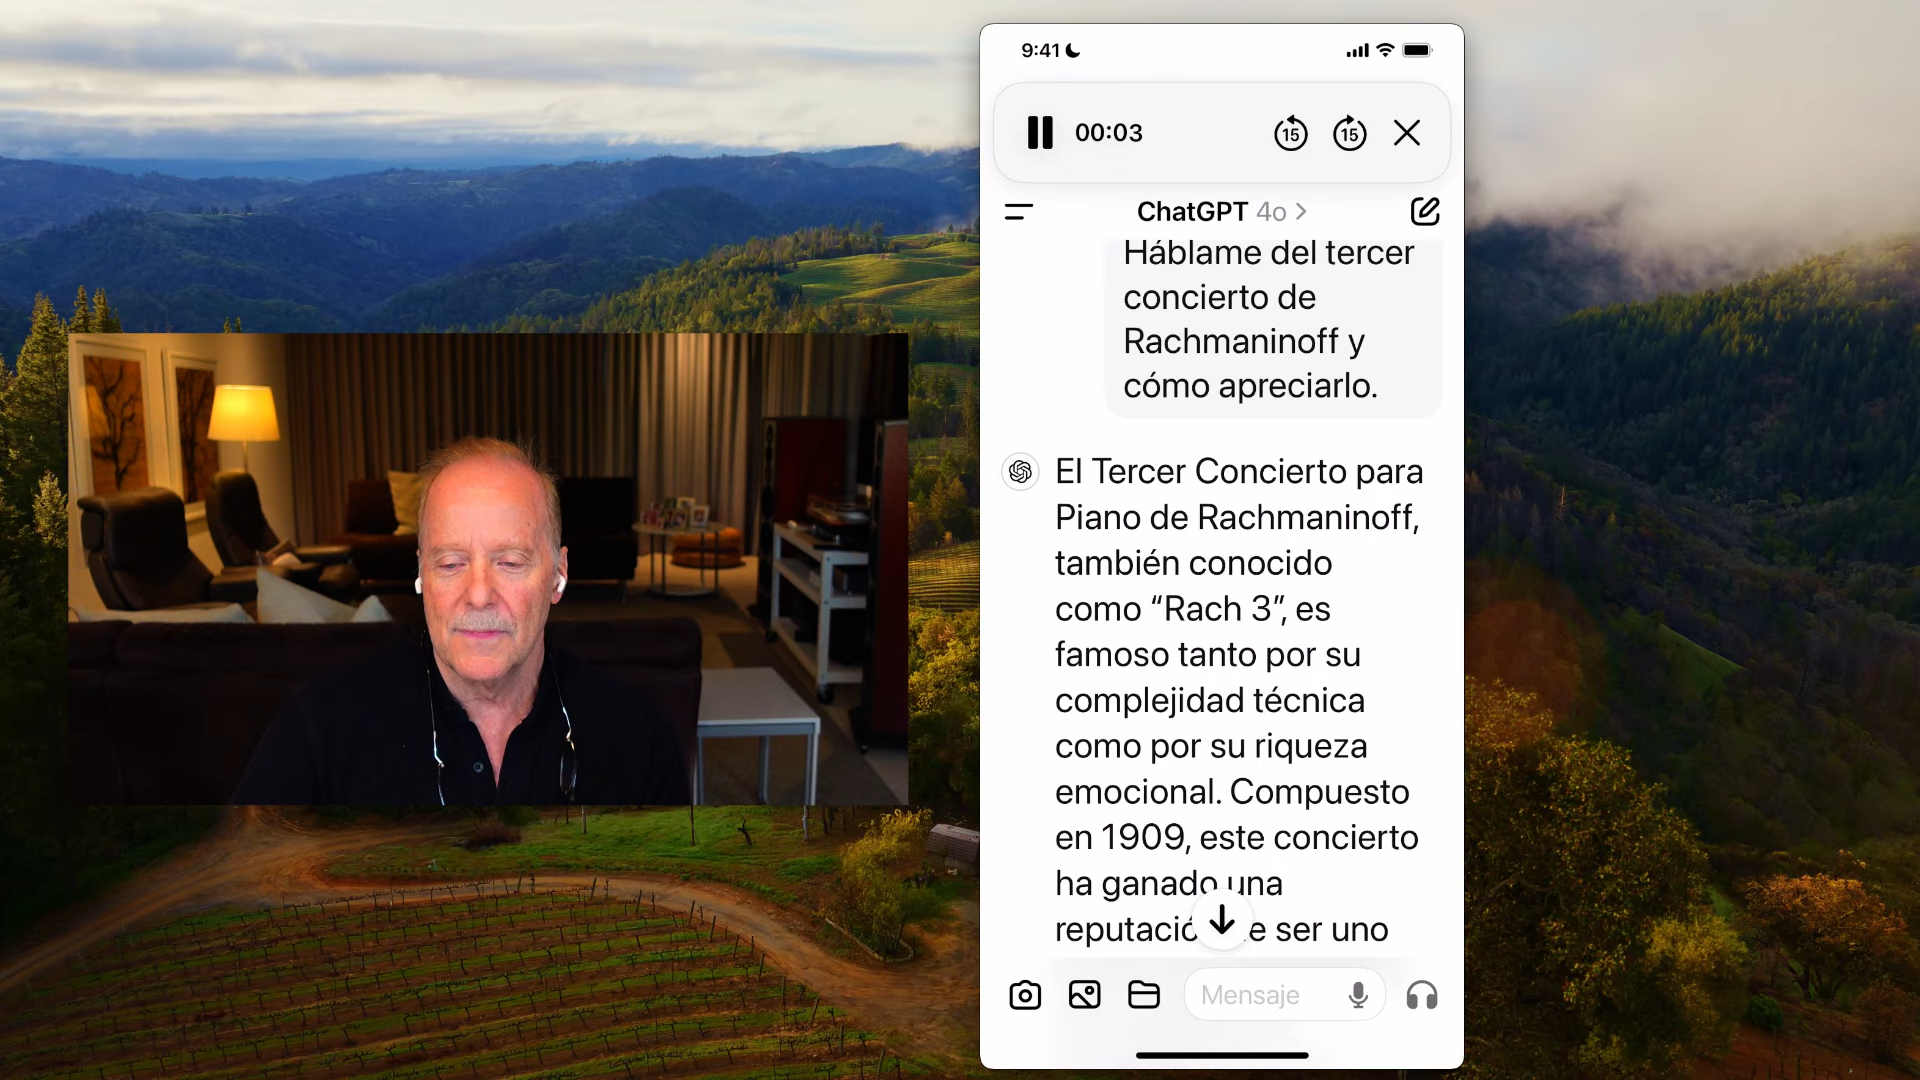 9:41
00:03
15
15
ChatGPT 4o
Háblame del tercer
concierto de
Rachmaninoff y
cómo apreciarlo.
El Tercer Concierto para
Piano de Rachmaninoff,
también conocido
como “Rach 3”, es
famoso tanto por su
complejidad técnica
como por su riqueza
emocional. Compuesto
en 1909, este concierto
ha ganado una
ser uno
Mensaje